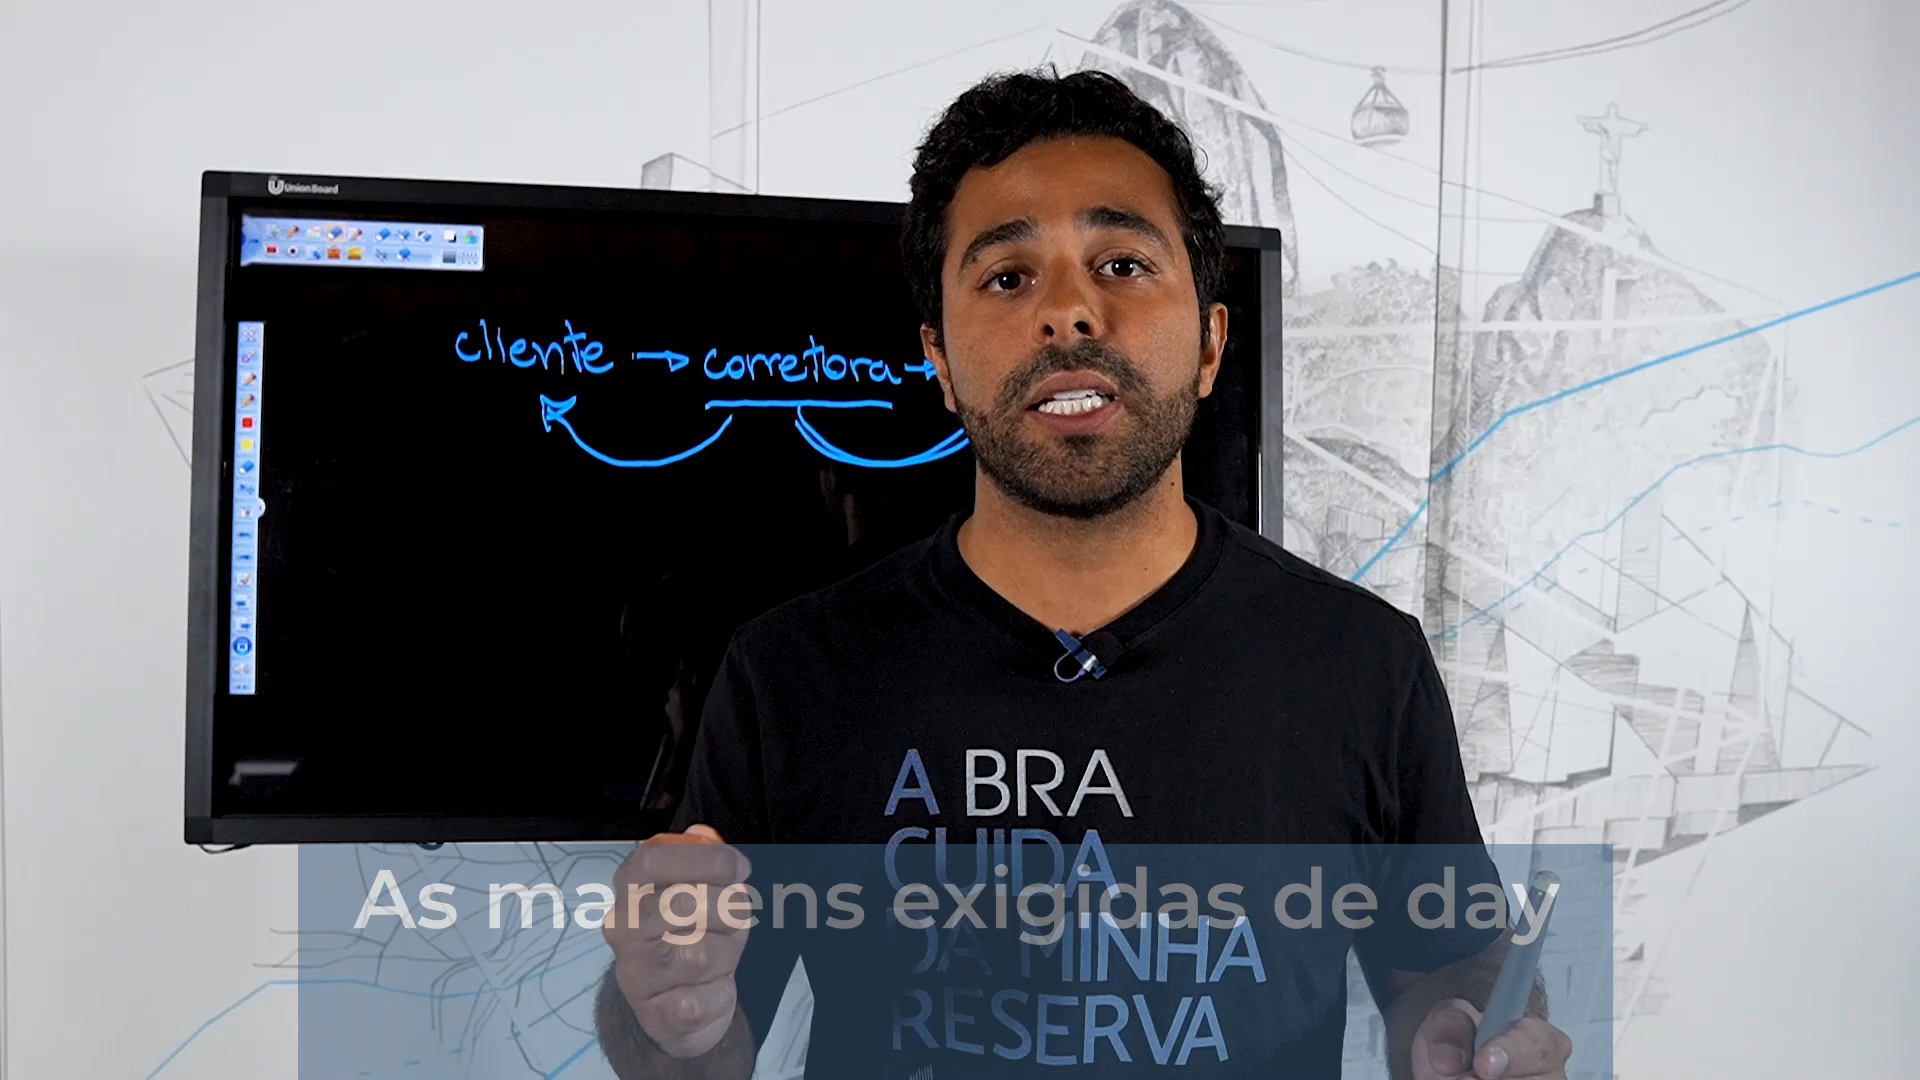 UnionBoard
cliente → corretora →
A BRA
CUIDA
DA MINHA
RESERVA
As margens exigidas de day